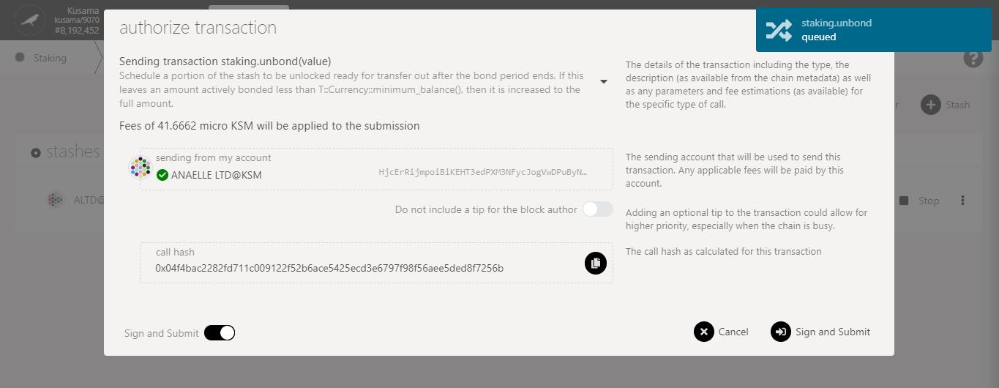 Kusama
kusama/9070
#8,192,452
authorize transaction
staking.unbond
queued
Staking
Sending transaction staking.unbond(value)
Schedule a portion of the stash to be unlocked ready for transfer out after the bond period ends. If this
leaves an amount actively bonded less than T::Currency::minimum_balance(), then it is increased to the
full amount.
The details of the transaction including the type, the
description (as available from the chain metadata) as well
as any parameters and fee estimations (as available) for
the specific type of call.
?
Stash
Fees of 41.6662 micro KSM will be applied to the submission
stashes
sending from my account
ANAELLE LTD@KSM
HjcErRijmpoiBiKEHT3edPXM3NFycJogVwDPuByN…
The sending account that will be used to send this
transaction. Any applicable fees will be paid by this
account.
ALTD@
Stop
Do not include a tip for the block author
Adding an optional tip to the transaction could allow for
higher priority, especially when the chain is busy.
call hash
0x04f4bac2282fd711c009122f52b6ace5425ecd3e6797f98f56aee5ded8f7256b
The call hash as calculated for this transaction
Sign and Submit
Cancel
Sign and Submit